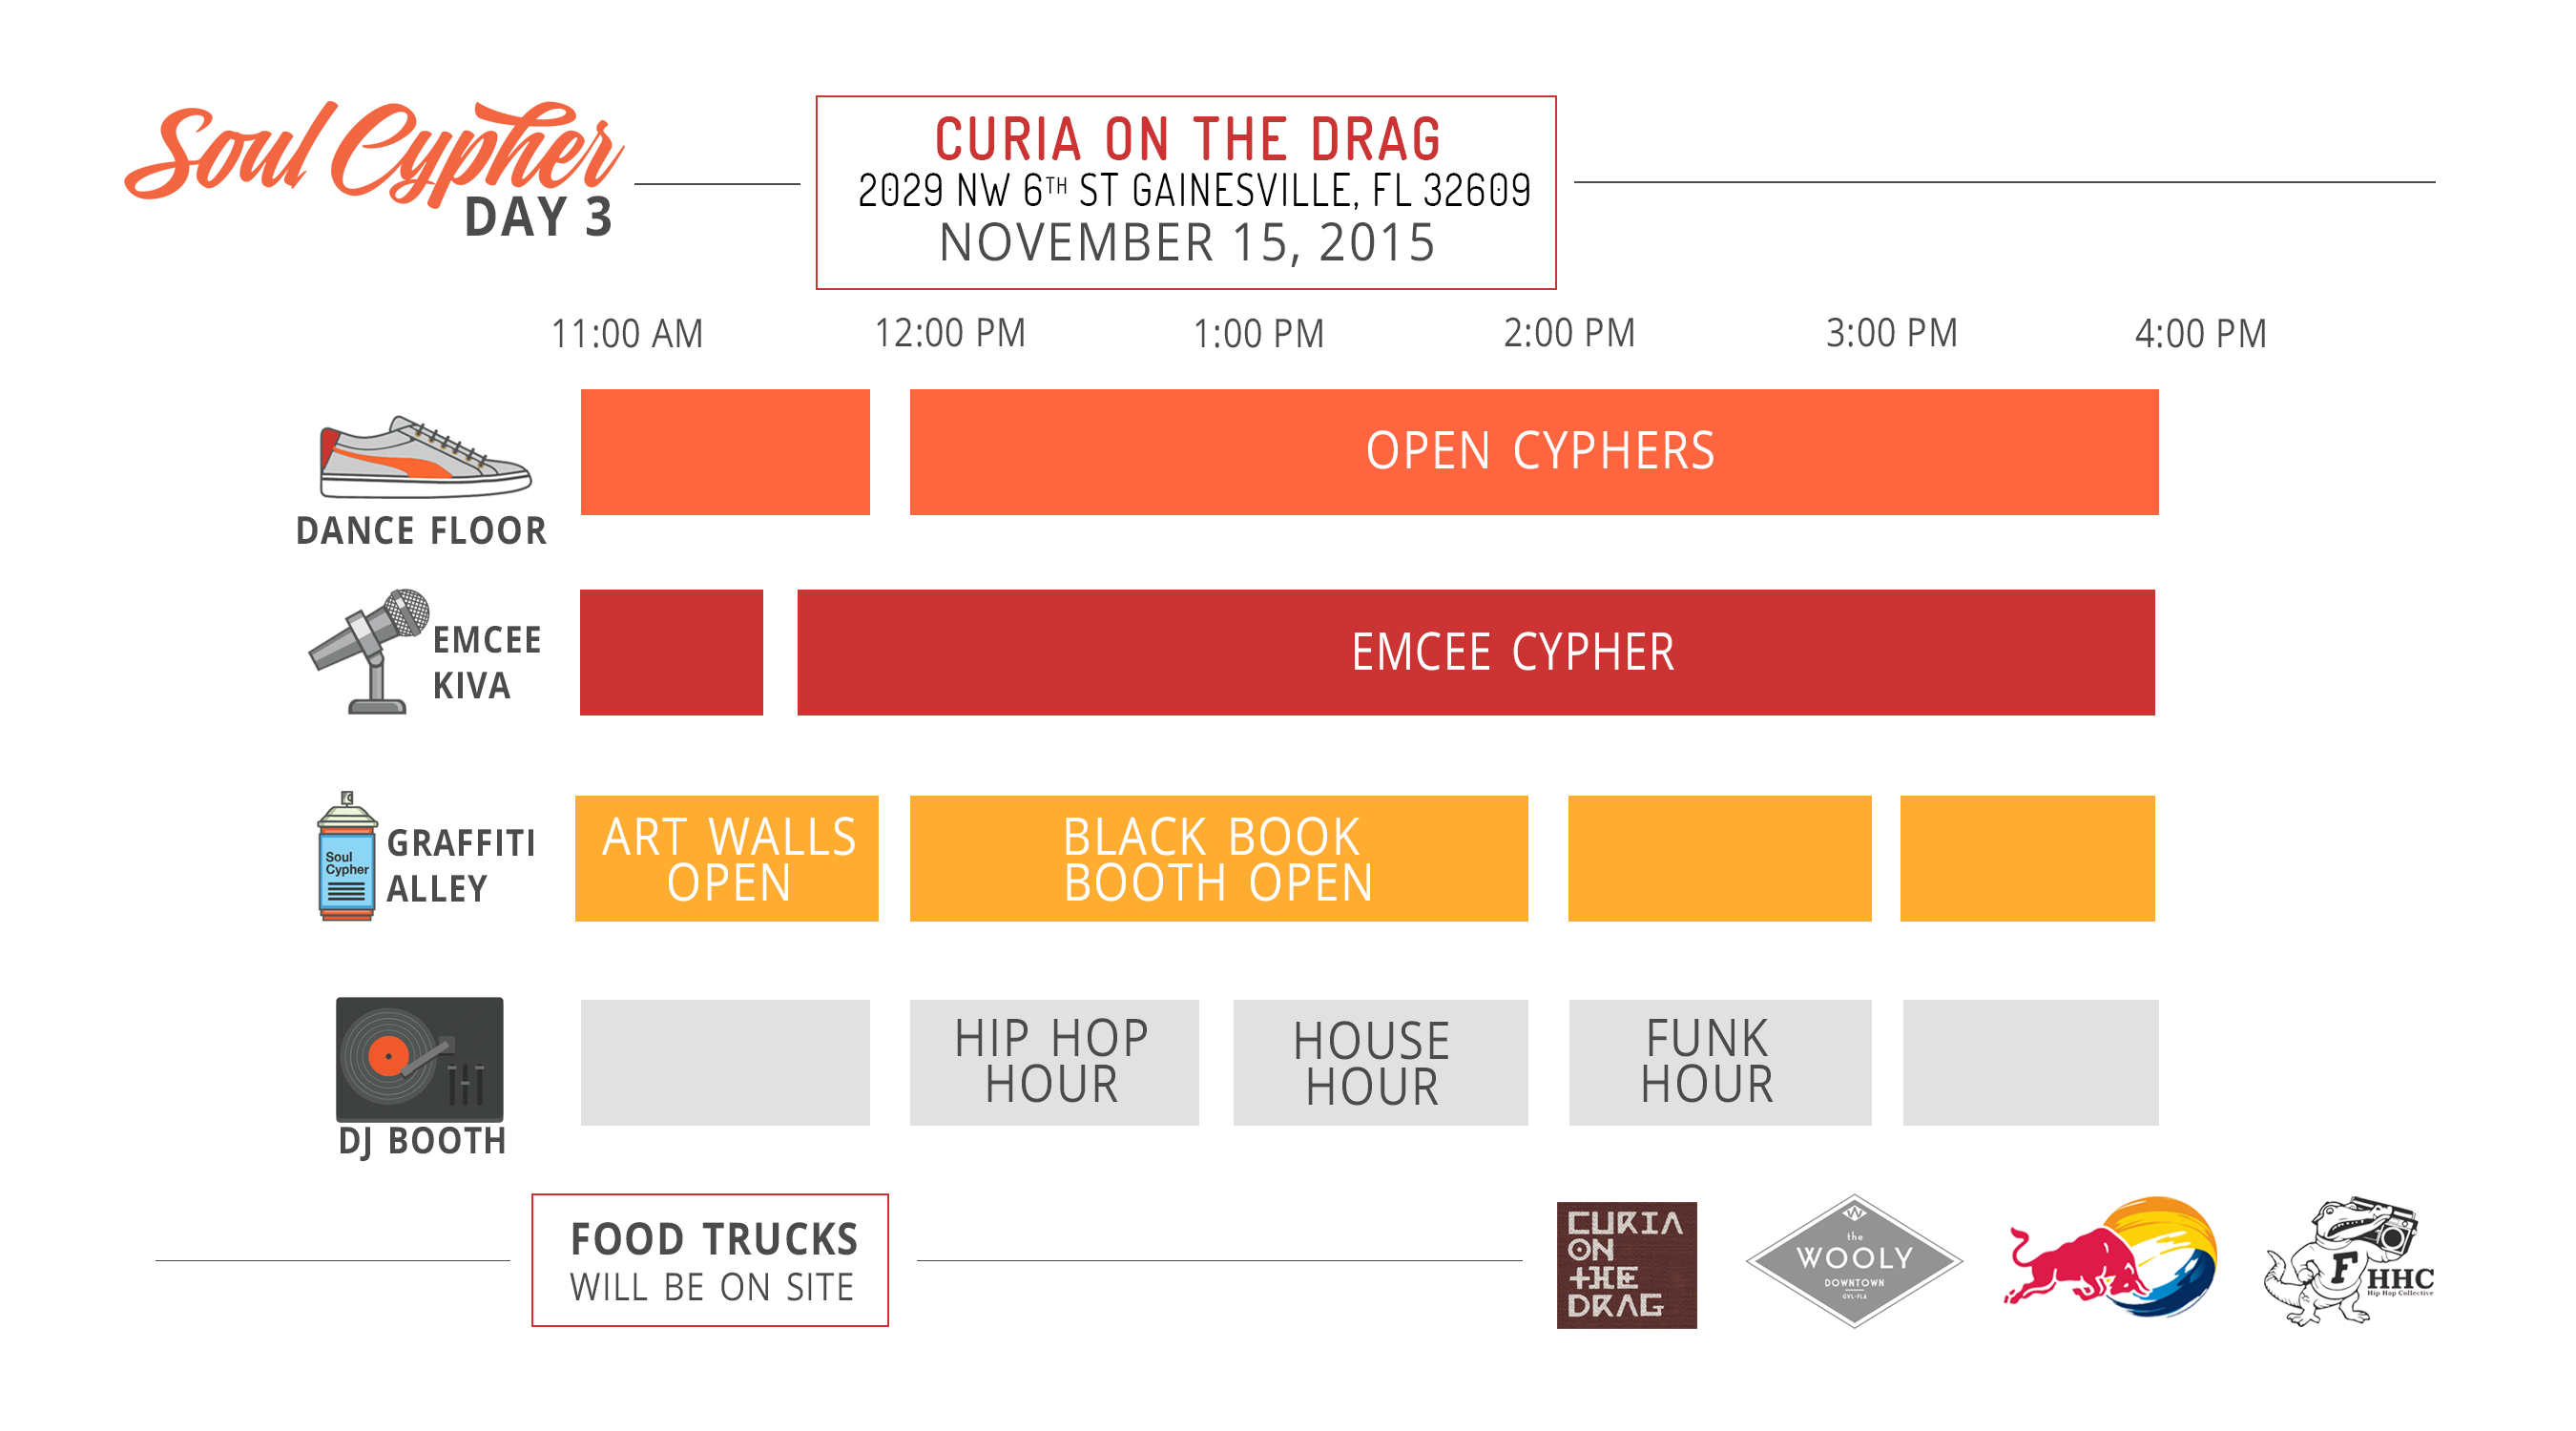 Soul Cypher
DAY 3
CURIA ON THE DRAG
2029 NW 6TH ST GAINESVILLE, FL 32609
NOVEMBER 15, 2015
11:00 AM 12:00 PM 1:00 PM 2:00 PM 3:00 PM 4:00 PM
DANCE FLOOR
OPEN CYPHERS
EMCEE
KIVA
EMCEE CYPHER
Soul
Cypher
GRAFFITI
ALLEY
ART WALLS
OPEN
BLACK BOOK
BOOTH OPEN
DJ BOOTH
HIP HOP
HOUR
HOUSE
HOUR
FUNK
HOUR
FOOD TRUCKS
WILL BE ON SITE
CURIA
ON
THE
DRAG
W
the
WOOLY
DOWNTOWN
GVL-FLA
F
HHC
Hip Hop Collective